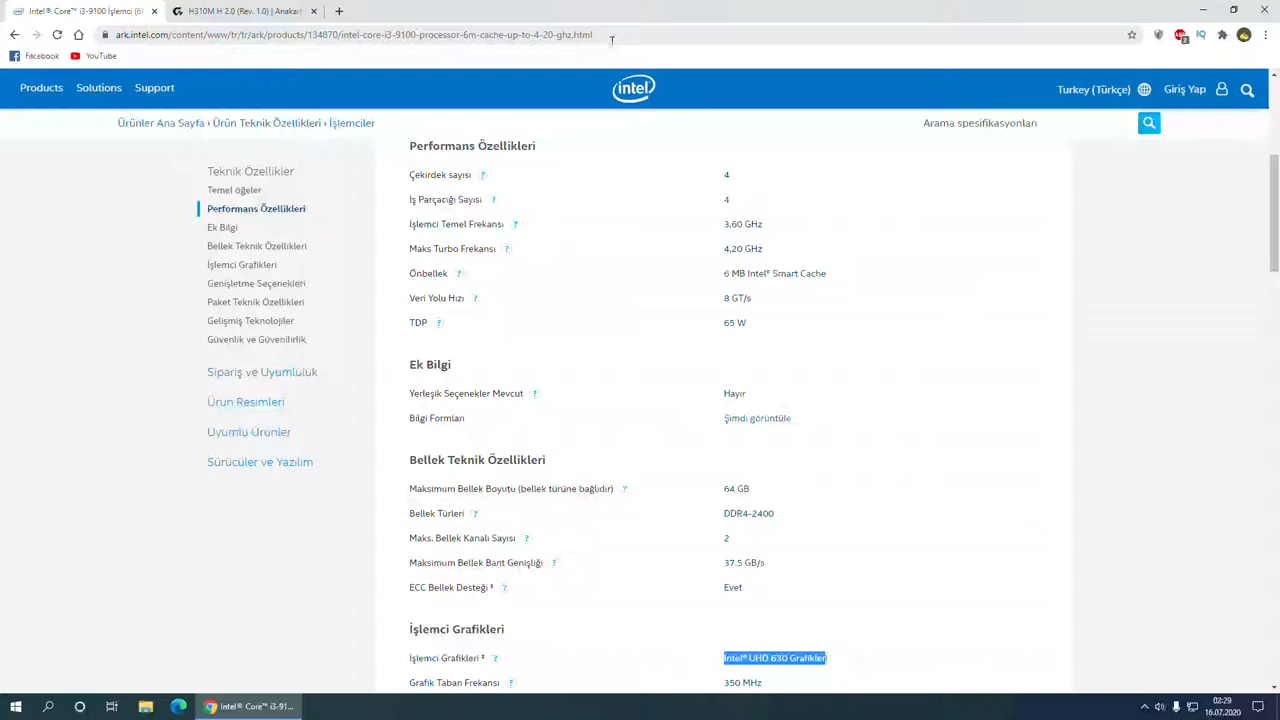 Intel® Core™ i3-9100 İşlemci (6
H310M H 2.0 (Rev. 1.0) | Anakart
ark.intel.com/content/www/tr/tr/ark/products/134870/intel-core-i3-9100-processor-6m-cache-up-to-4-20-ghz.html
Facebook YouTube
Products Solutions Support
intel
Turkey (Türkçe) Giriş Yap
Ürünler Ana Sayfa › Ürün Teknik Özellikleri › İşlemciler
Arama spesifikasyonları
Teknik Özellikler
Temel öğeler
Performans Özellikleri
Ek Bilgi
Bellek Teknik Özellikleri
İşlemci Grafikleri
Genişletme Seçenekleri
Paket Teknik Özellikleri
Gelişmiş Teknolojiler
Güvenlik ve Güvenilirlik
Sipariş ve Uyumluluk
Ürün Resimleri
Uyumlu Ürünler
Sürücüler ve Yazılım
Performans Özellikleri
Çekirdek sayısı ? 4
İş Parçacığı Sayısı ? 4
İşlemci Temel Frekansı ? 3,60 GHz
Maks Turbo Frekansı ? 4,20 GHz
Önbellek ? 6 MB Intel® Smart Cache
Veri Yolu Hızı ? 8 GT/s
TDP ? 65 W
Ek Bilgi
Yerleşik Seçenekler Mevcut ? Hayır
Bilgi Formları Şimdi görüntüle
Bellek Teknik Özellikleri
Maksimum Bellek Boyutu (bellek türüne bağlıdır) ? 64 GB
Bellek Türleri ? DDR4-2400
Maks. Bellek Kanalı Sayısı ? 2
Maksimum Bellek Bant Genişliği ? 37.5 GB/s
ECC Bellek Desteği ‡ ? Evet
İşlemci Grafikleri
İşlemci Grafikleri ‡ ? Intel® UHD 630 Grafikleri
Grafik Taban Frekansı ? 350 MHz
Intel® Core™ i3-91...
02:29
16.07.2020